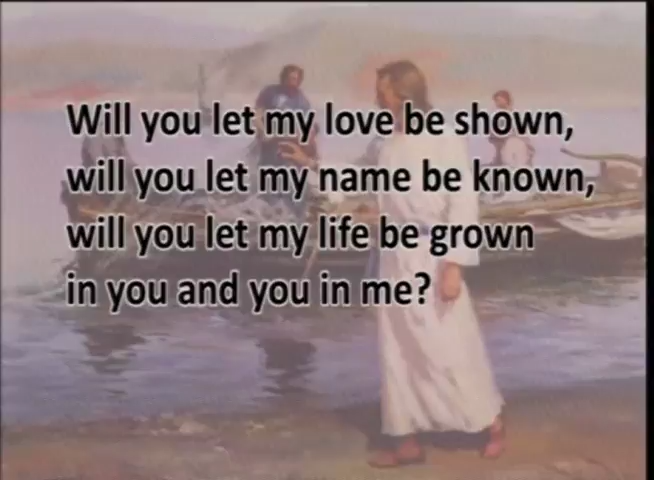 Will you let my love be shown,
will you let my name be known,
will you let my life be grown
in you and you in me?